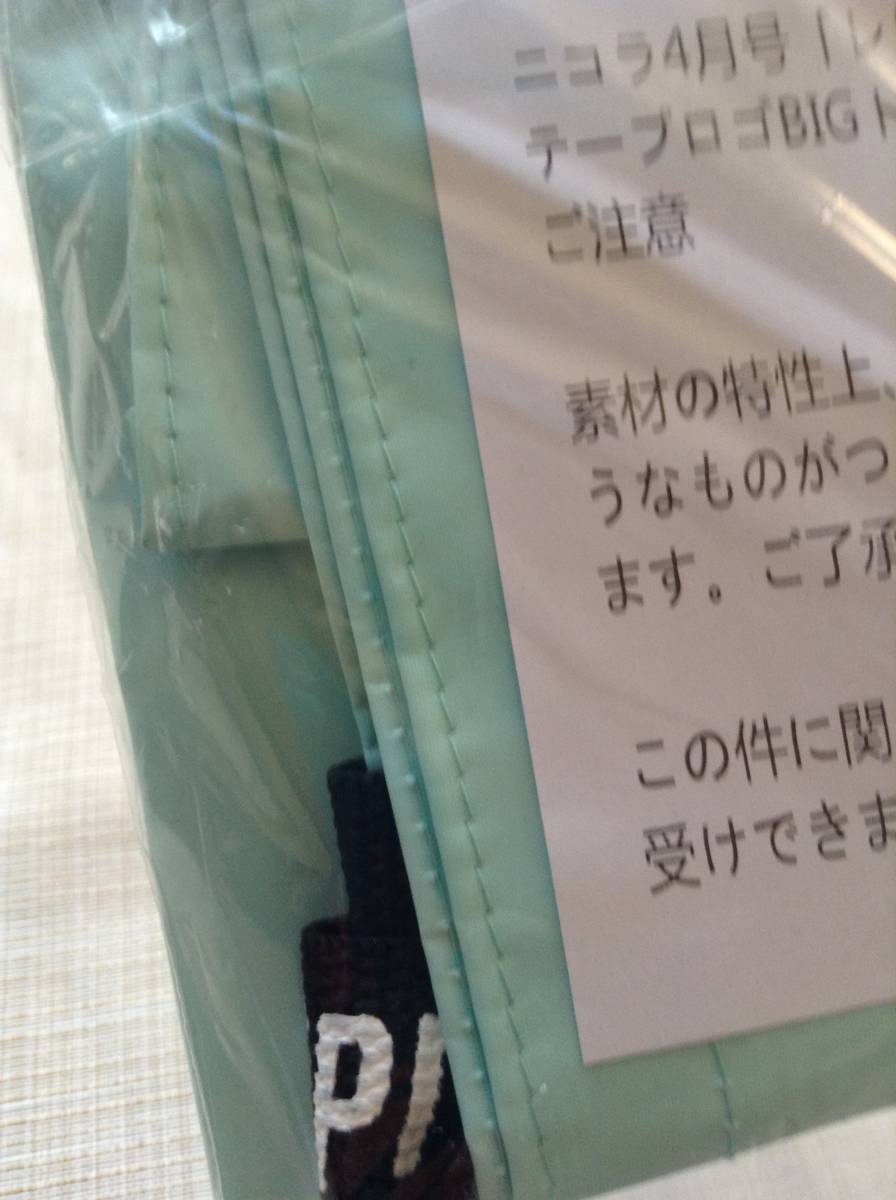 ニコラ4月号
テープロゴBIG
ご注意
素材の特性上、
うなものがつ
ます。ご了承
この件に関
受けできま
PI